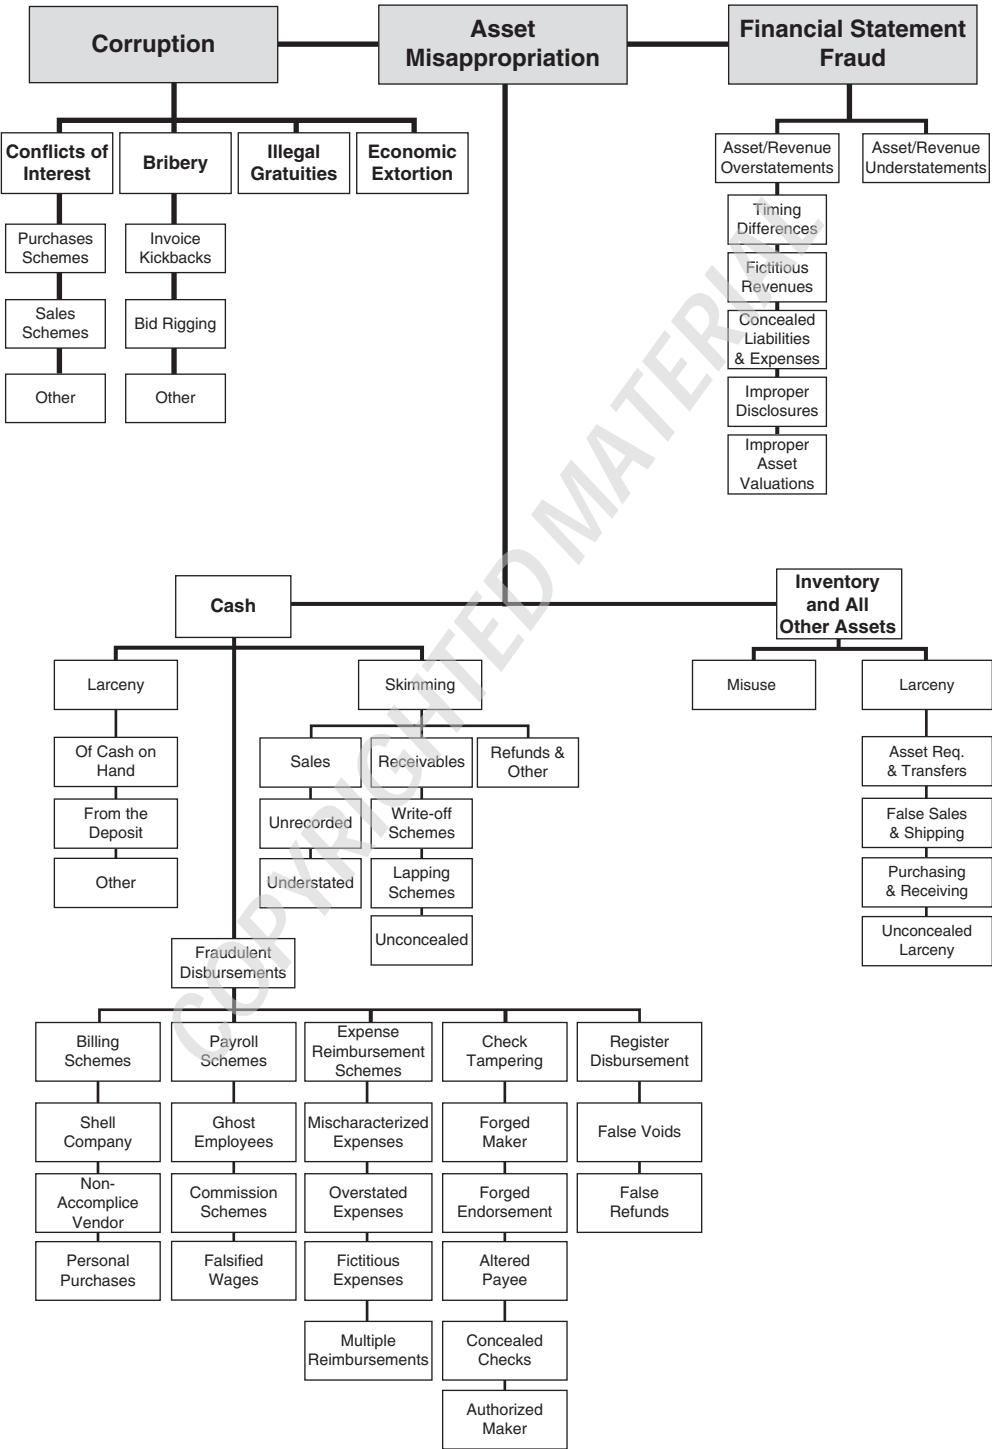 Corruption
Asset
Misappropriation
Financial Statement
Fraud
Conflicts of
Interest
Bribery
Illegal
Gratuities
Economic
Extortion
Asset/Revenue
Overstatements
Asset/Revenue
Understatements
Purchases
Schemes
Sales
Schemes
Other
Invoice
Kickbacks
Bid Rigging
Other
Timing
Differences
Fictitious
Revenues
Concealed
Liabilities
& Expenses
Improper
Disclosures
Improper
Asset
Valuations
COPYRIGHTED MATERIAL
Cash
Inventory
and All
Other Assets
Larceny
Of Cash on
Hand
From the
Deposit
Other
Skimming
Sales
Unrecorded
Understated
Receivables
Write-off
Schemes
Lapping
Schemes
Unconcealed
Refunds &
Other
Misuse
Larceny
Asset Req.
& Transfers
False Sales
& Shipping
Purchasing
& Receiving
Unconcealed
Larceny
Fraudulent
Disbursements
Billing
Schemes
Shell
Company
Non-
Accomplice
Vendor
Personal
Purchases
Payroll
Schemes
Ghost
Employees
Commission
Schemes
Falsified
Wages
Expense
Reimbursement
Schemes
Mischaracterized
Expenses
Overstated
Expenses
Fictitious
Expenses
Multiple
Reimbursements
Check
Tampering
Forged
Maker
Forged
Endorsement
Altered
Payee
Concealed
Checks
Authorized
Maker
Register
Disbursement
False Voids
False
Refunds